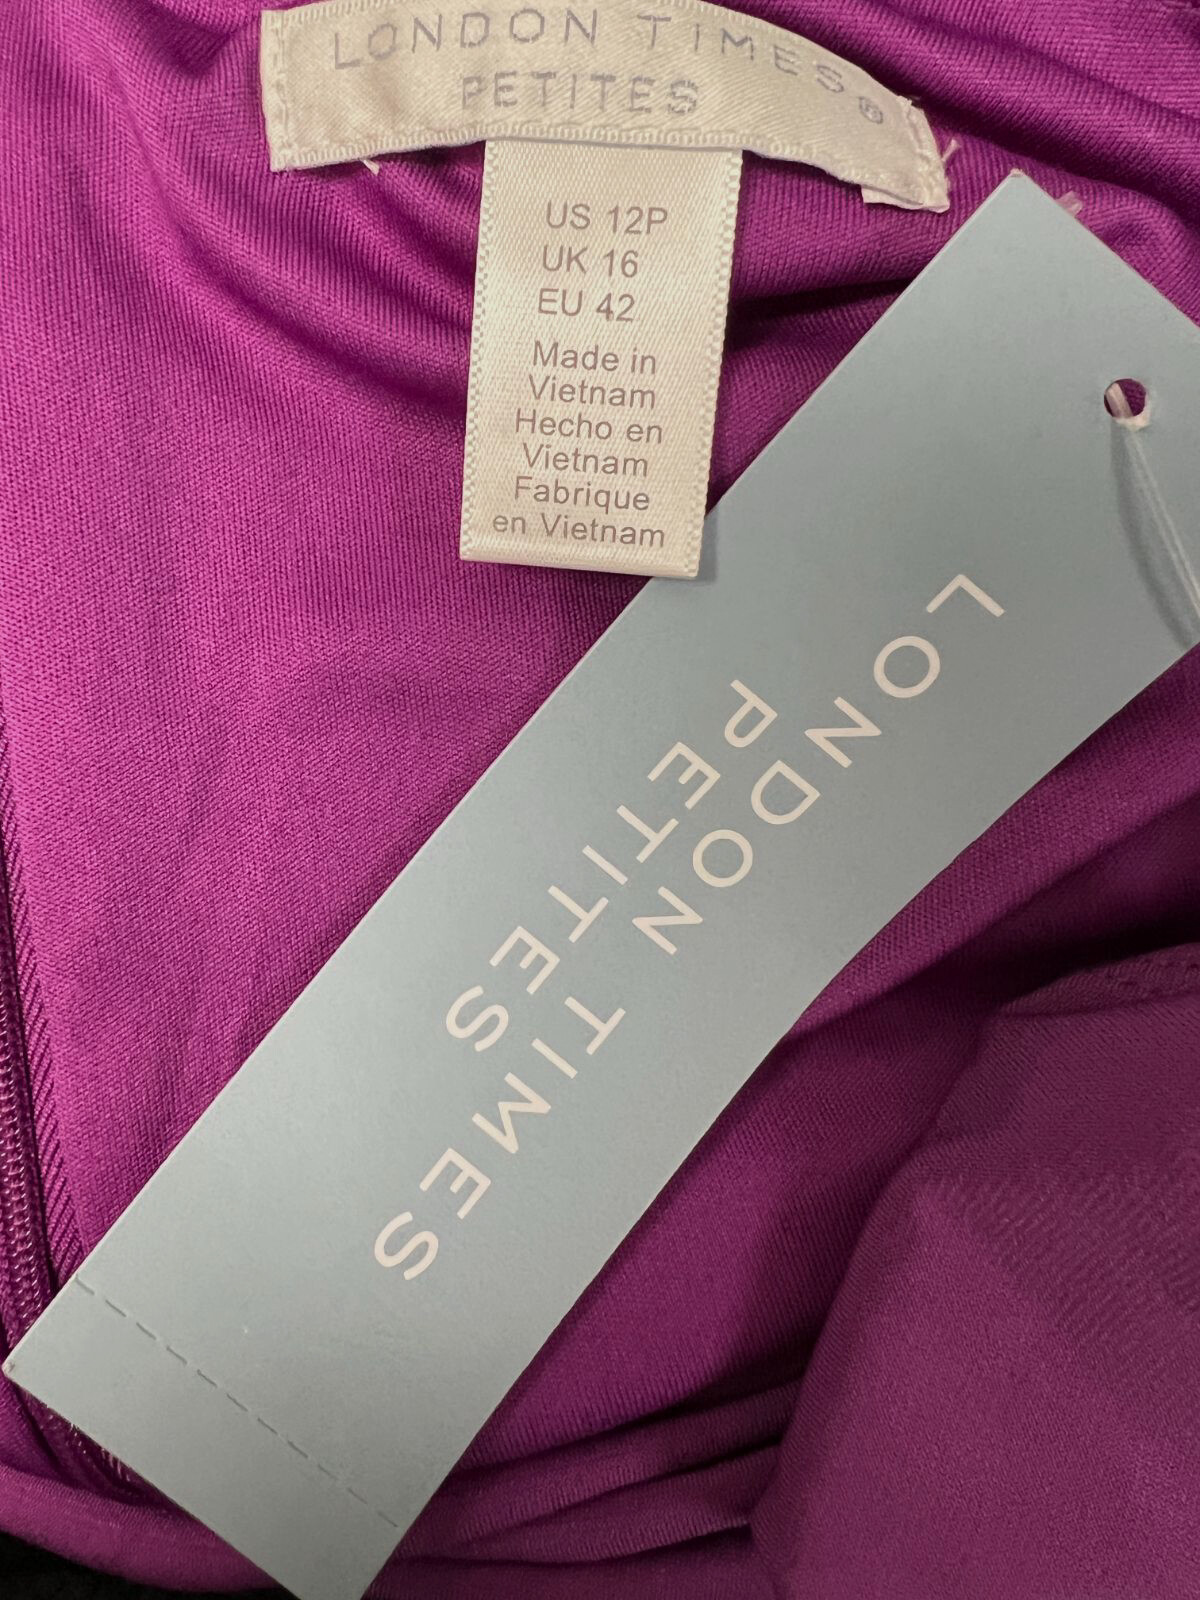 LONDON TIMES®
PETITES
US 12P
UK 16
EU 42
Made in
Vietnam
Hecho en
Vietnam
Fabrique
en Vietnam
LONDON TIMES
PETITES